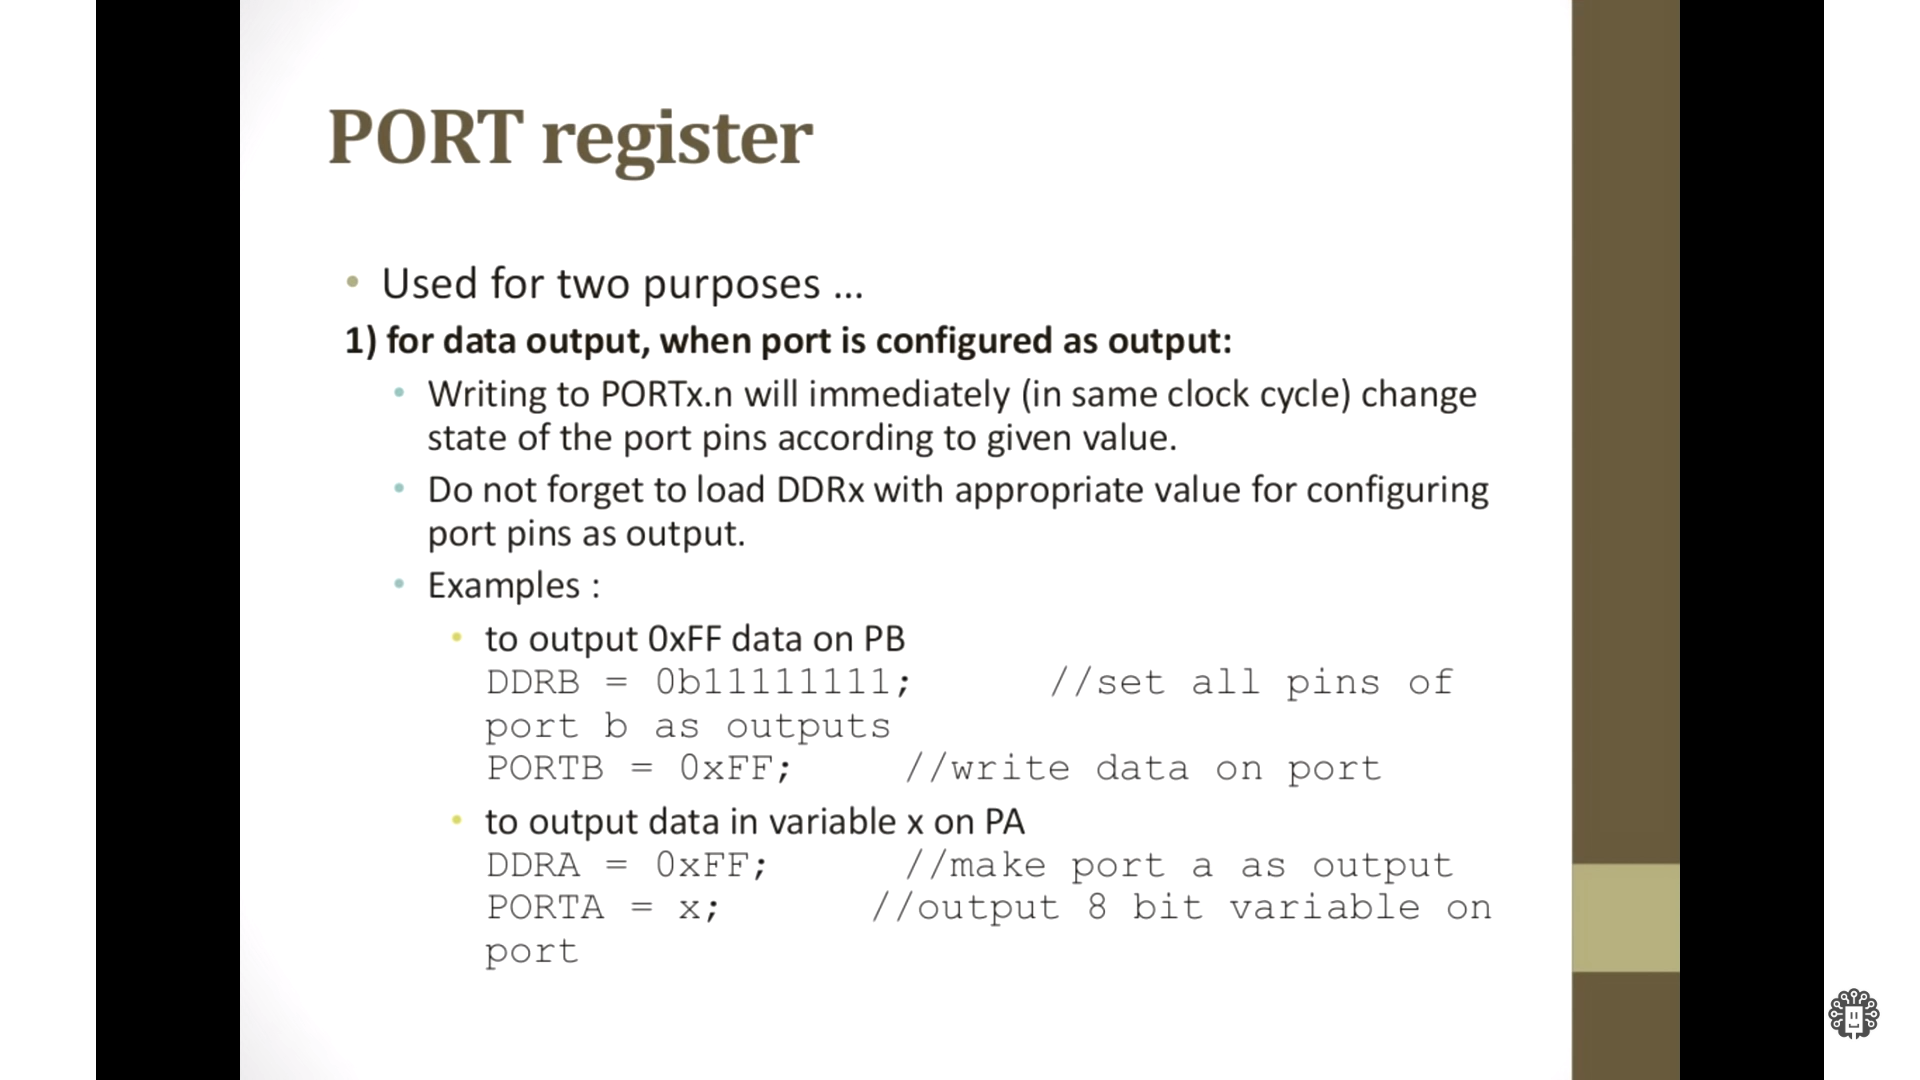 PORT register
• Used for two purposes ...
1) for data output, when port is configured as output:
• Writing to PORTx.n will immediately (in same clock cycle) change
state of the port pins according to given value.
• Do not forget to load DDRx with appropriate value for configuring
port pins as output.
• Examples :
• to output 0xFF data on PB
DDRB = 0b11111111; //set all pins of
port b as outputs
PORTB = 0xFF; //write data on port
• to output data in variable x on PA
DDRA = 0xFF; //make port a as output
PORTA = x; //output 8 bit variable on
port